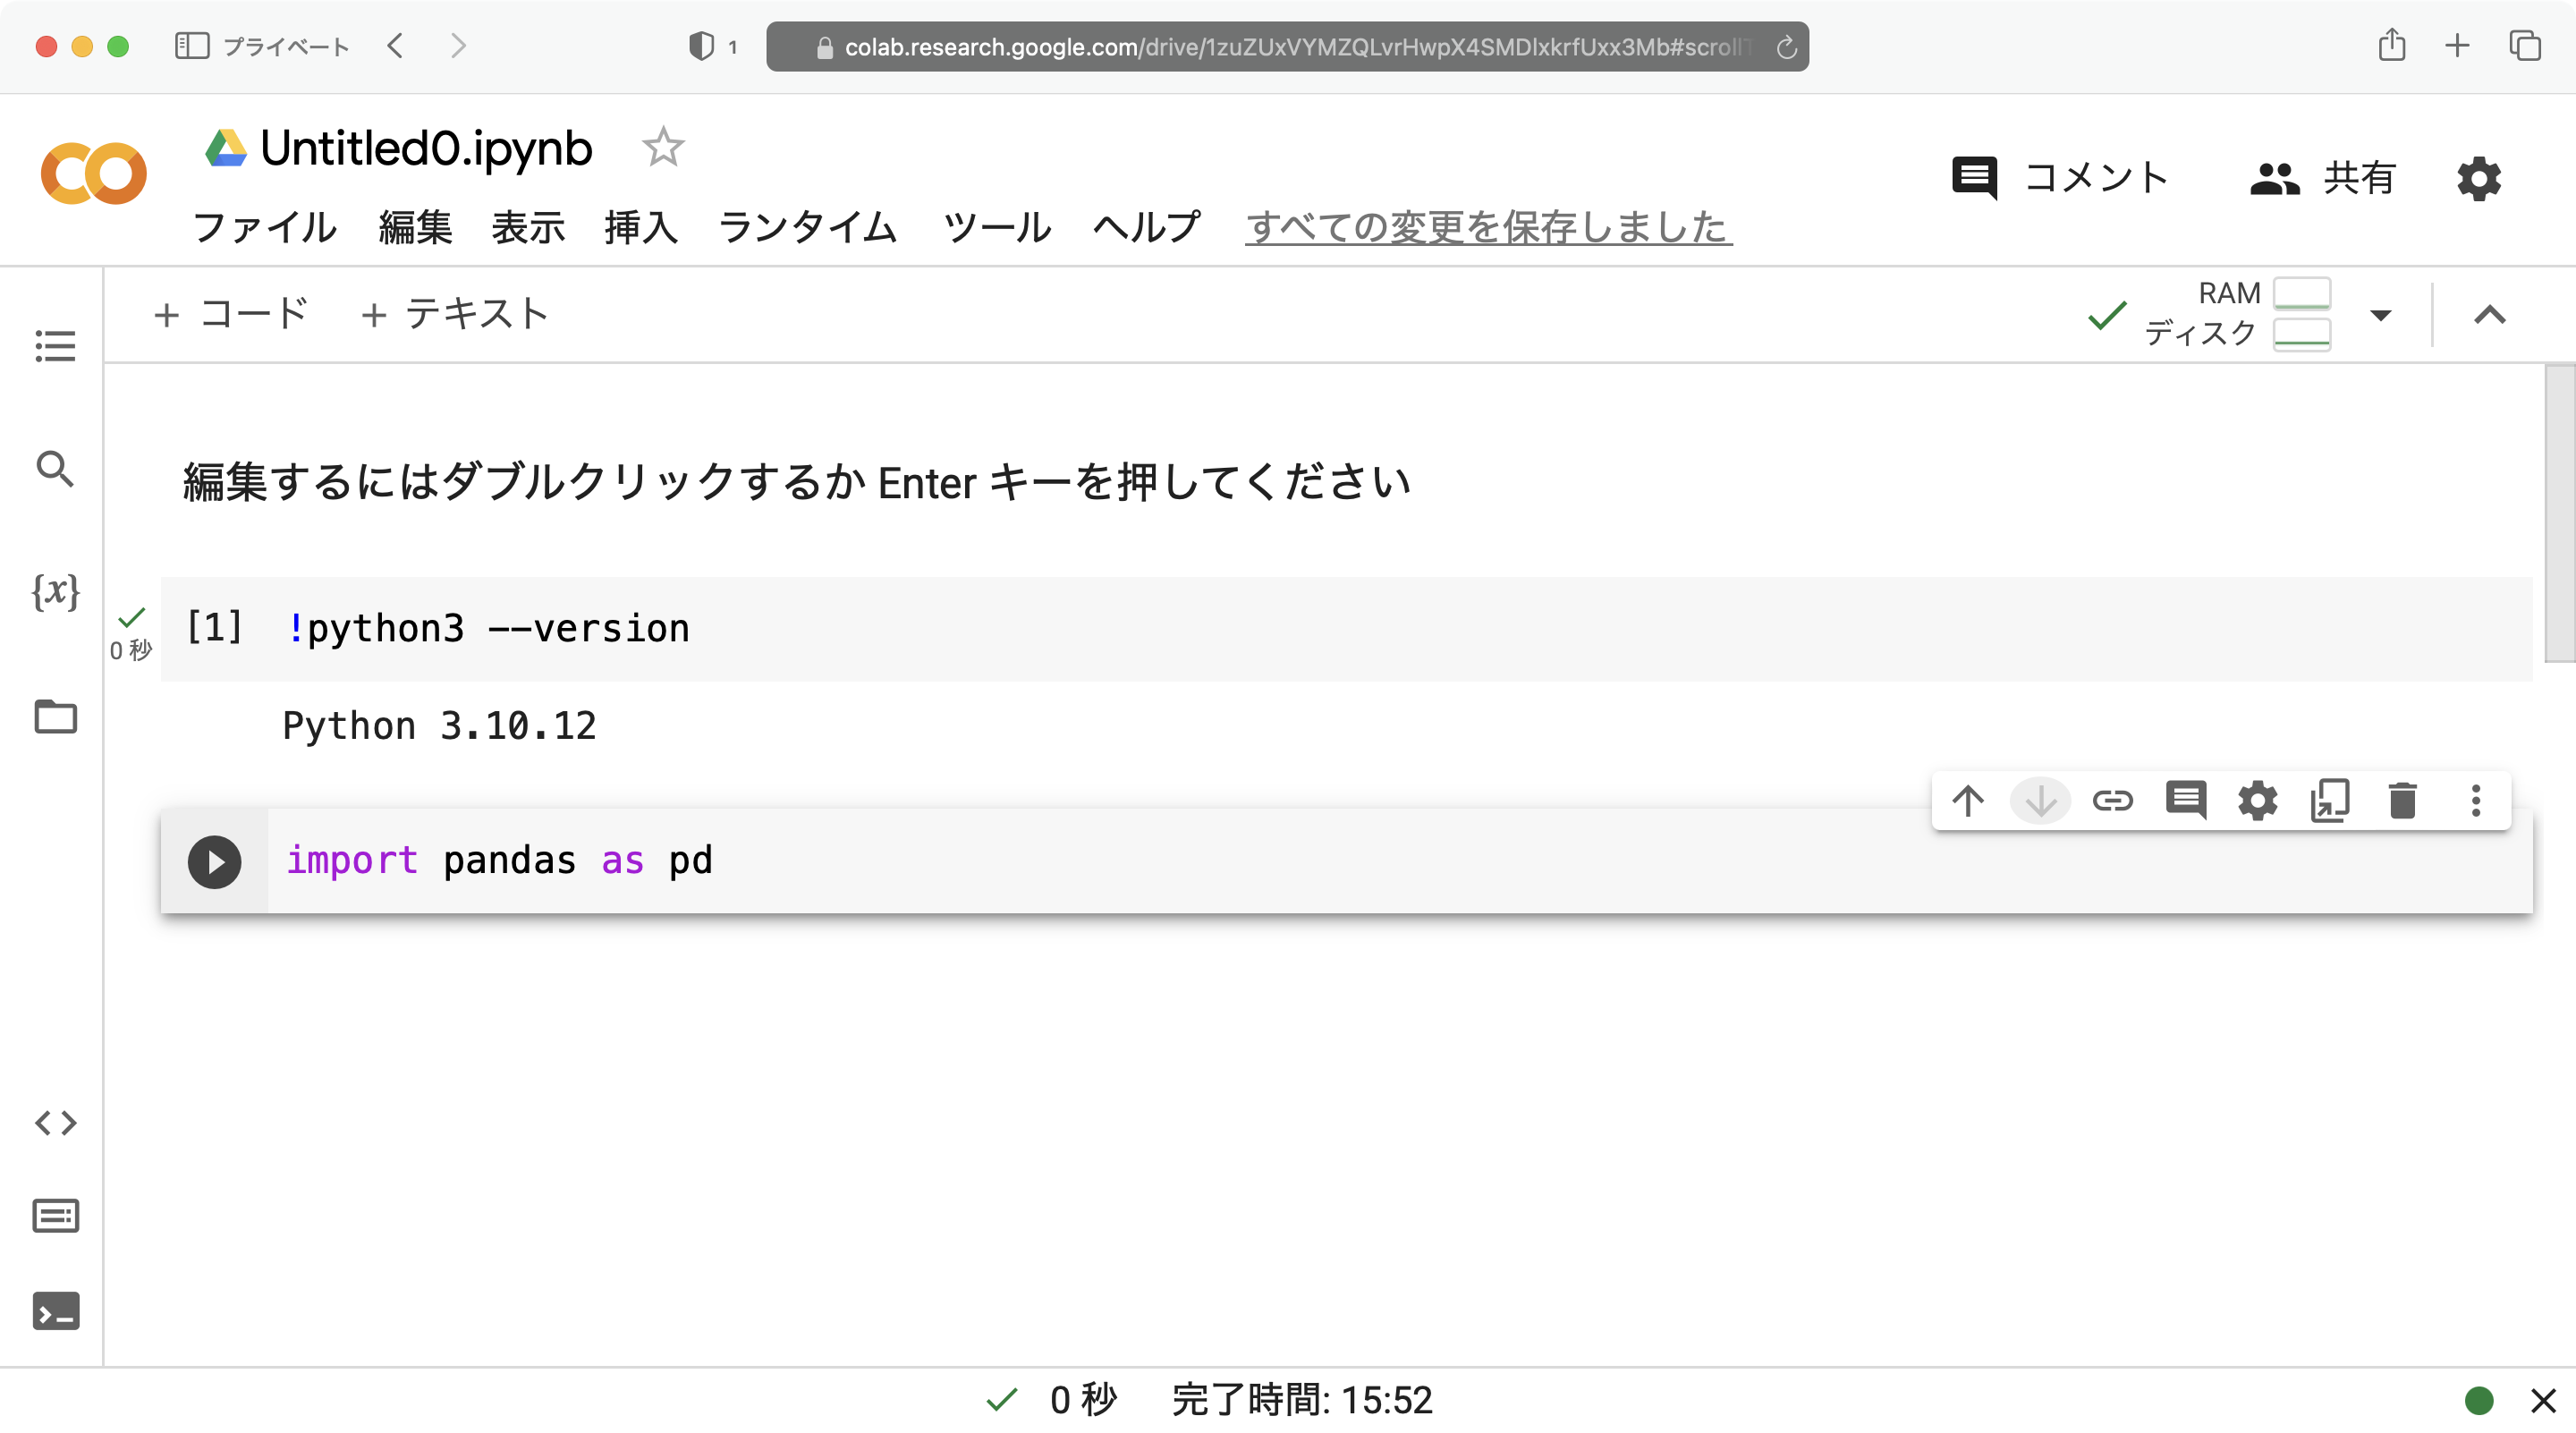 プライベート
1
colab.research.google.com/drive/1zuZUxVYMZQLvrHwpX4SMDlxkrfUxx3Mb#scrollT
Untitled0.ipynb
コメント
共有
ファイル 編集 表示 挿入 ランタイム ツール ヘルプ すべての変更を保存しました
+ コード + テキスト
RAM
ディスク
編集するにはダブルクリックするか Enter キーを押してください
{x}
[1] !python3 --version
0 秒
Python 3.10.12
import pandas as pd
0 秒 完了時間: 15:52